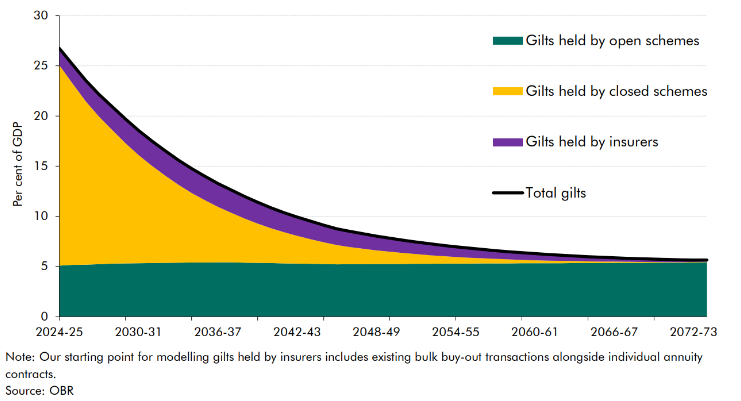 30
25
20
15
10
5
0
Per cent of GDP
Gilts held by open schemes
Gilts held by closed schemes
Gilts held by insurers
Total gilts
2024-25 2030-31 2036-37 2042-43 2048-49 2054-55 2060-61 2066-67 2072-73
Note: Our starting point for modelling gilts held by insurers includes existing bulk buy-out transactions alongside individual annuity
contracts.
Source: OBR